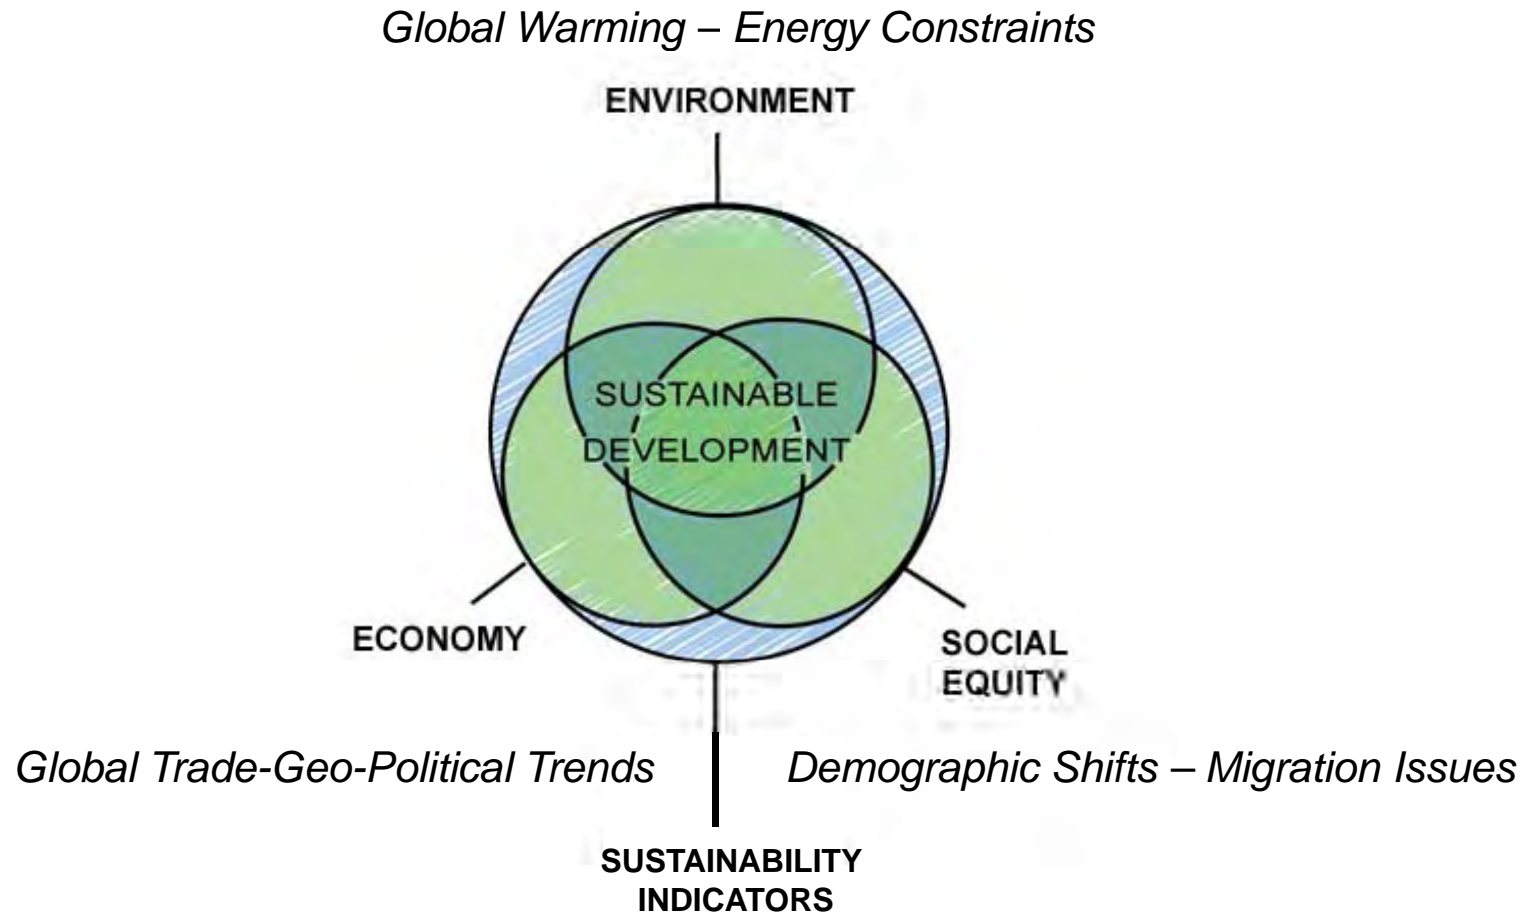 Global Warming – Energy Constraints
ENVIRONMENT
SUSTAINABLE
DEVELOPMENT
ECONOMY
SOCIAL
EQUITY
Global Trade-Geo-Political Trends
Demographic Shifts – Migration Issues
SUSTAINABILITY
INDICATORS